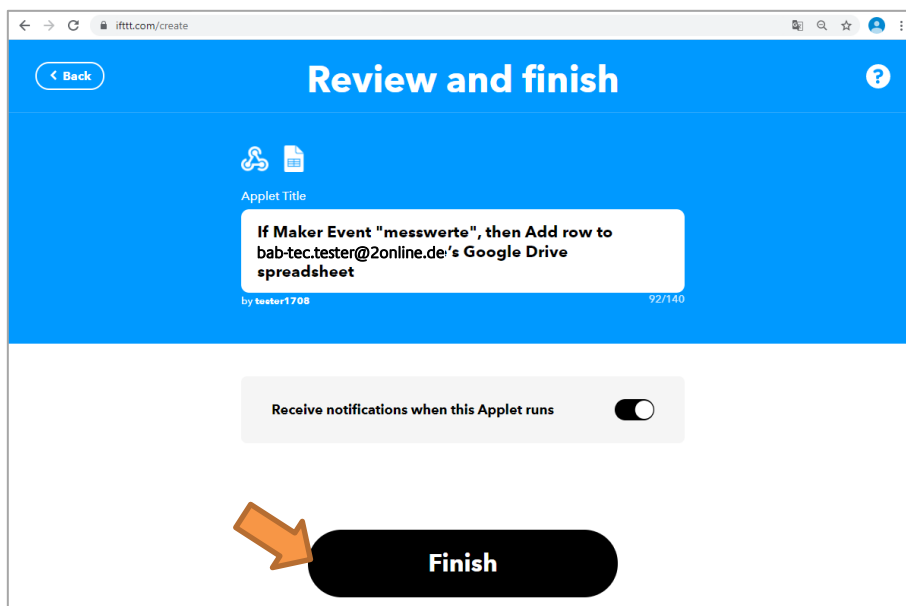 ifttt.com/create
Back
Review and finish
?
Applet Title
If Maker Event "messwerte", then Add row to
bab-tec.tester@2online.de's Google Drive
spreadsheet
by tester1708
92/140
Receive notifications when this Applet runs
Finish